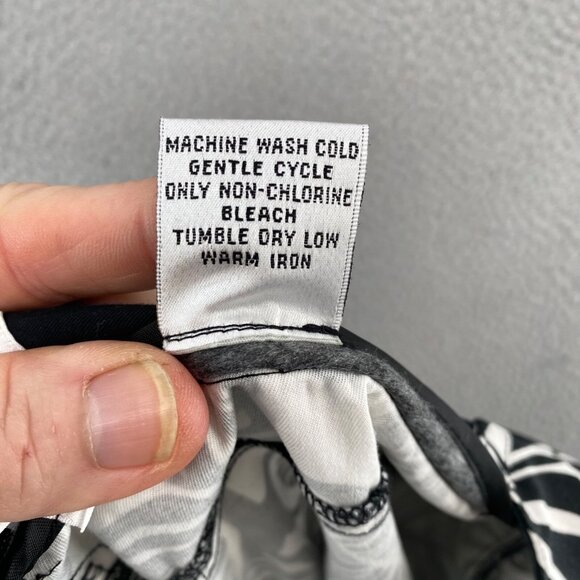 MACHINE WASH COLD
GENTLE CYCLE
ONLY NON-CHLORINE
BLEACH
TUMBLE DRY LOW
WARM IRON